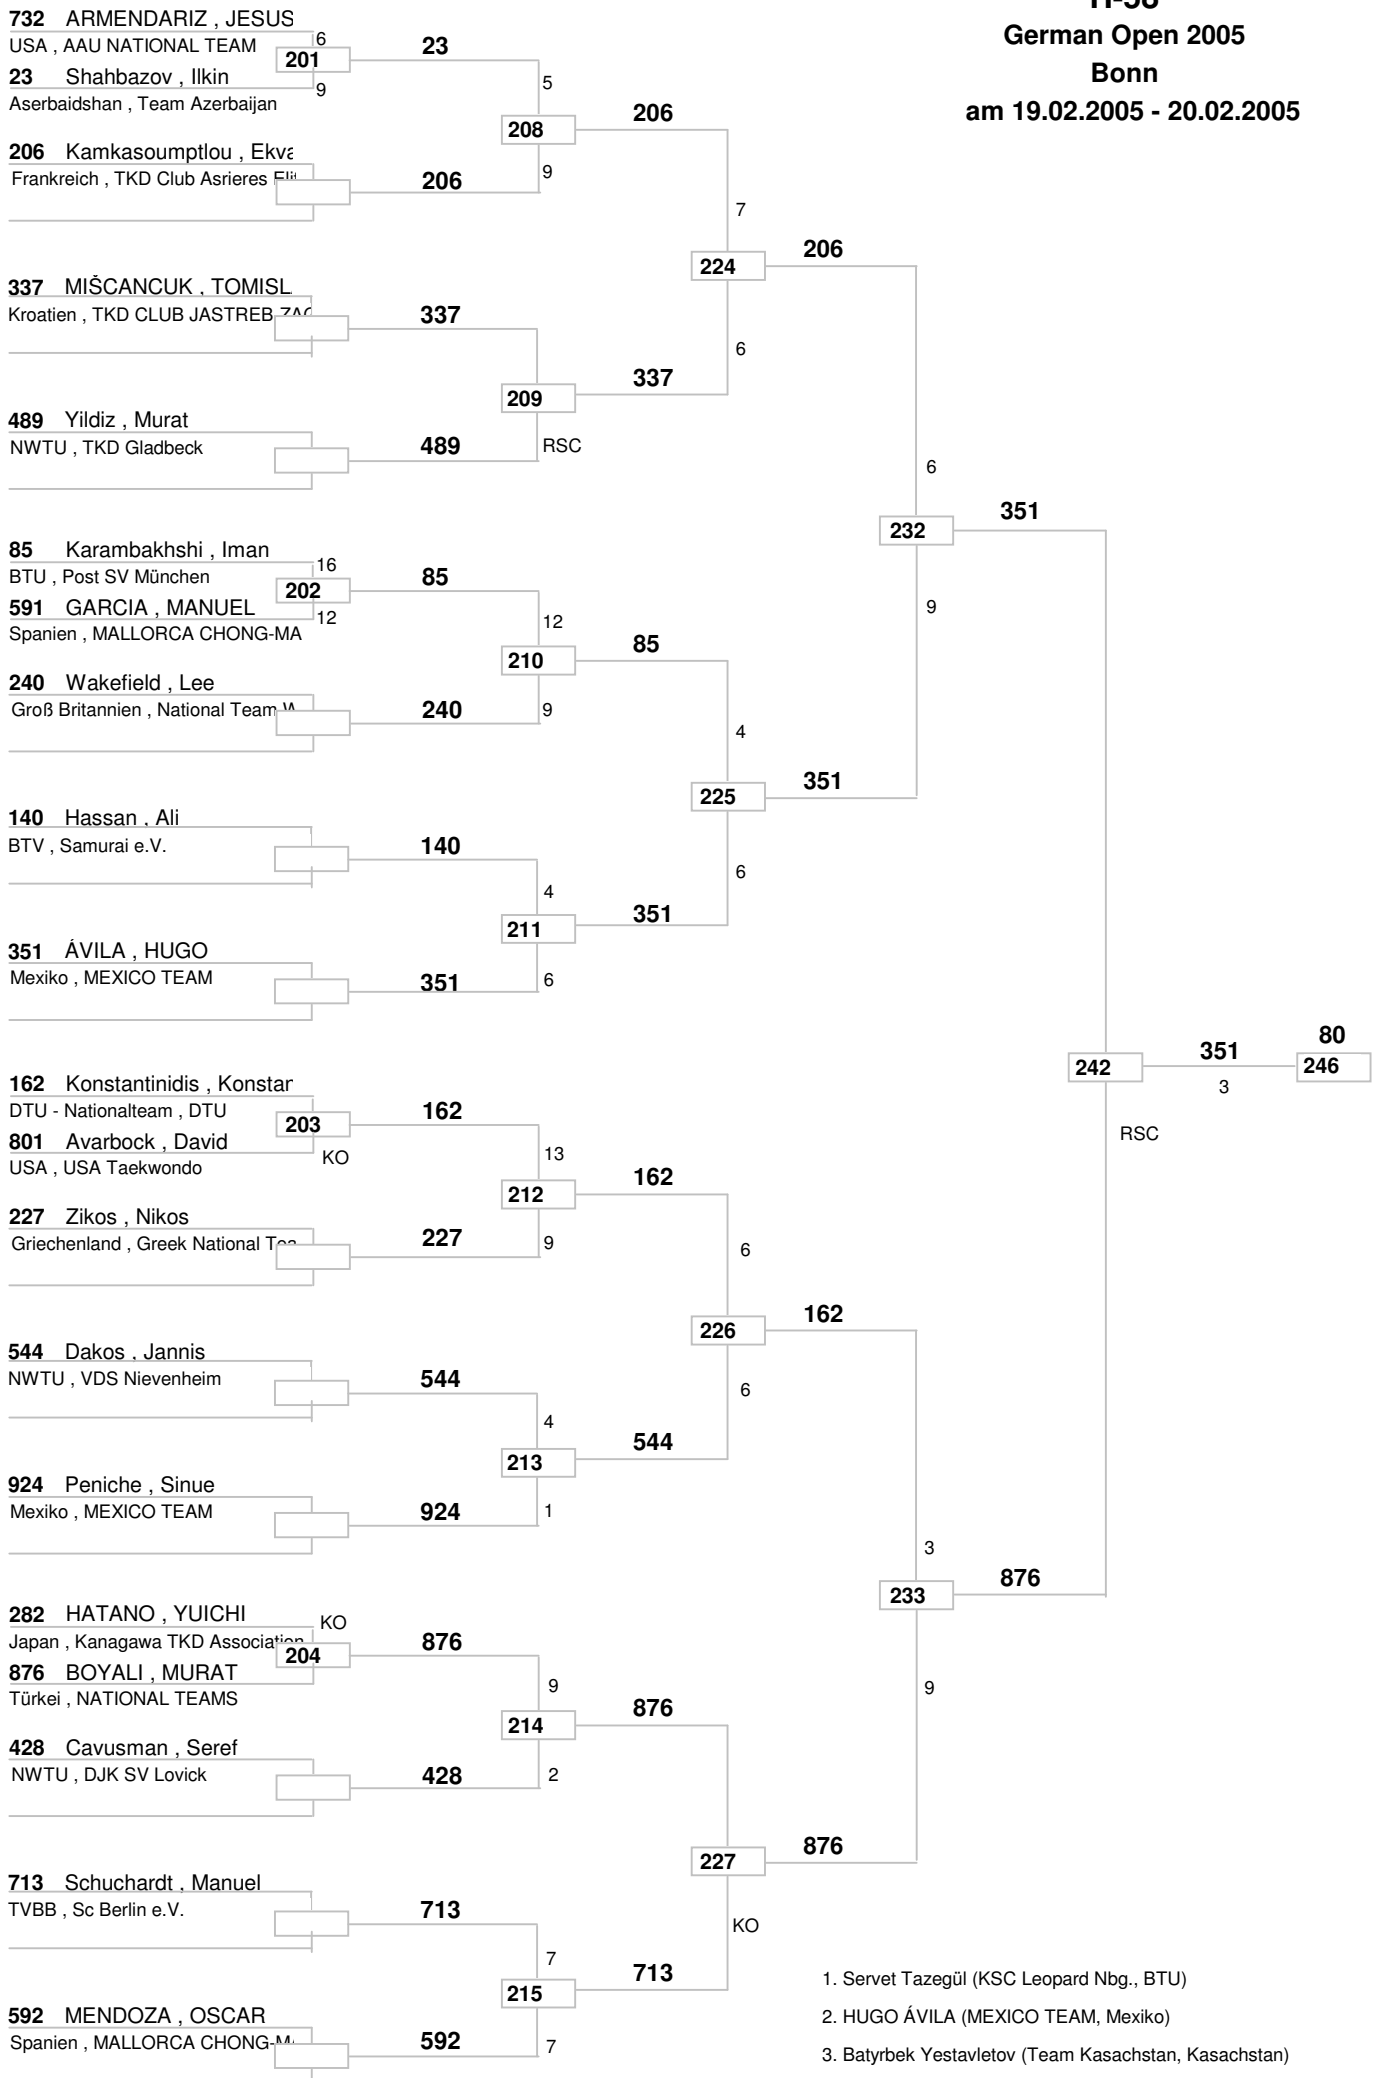 H-58
German Open 2005
Bonn
am 19.02.2005 - 20.02.2005
732 ARMENDARIZ , JESUS
USA , AAU NATIONAL TEAM
6
201
23
23 Shahbazov , Ilkin
9
Aserbaidshan , Team Azerbaijan
5
208
206
206 Kamkasoumptlou , Ekva
Frankreich , TKD Club Asrieres Elit
206
9
7
224
206
337 MIŠCANCUK , TOMISL
Kroatien , TKD CLUB JASTREB ZAG
337
6
209
337
489 Yildiz , Murat
NWTU , TKD Gladbeck
489
RSC
6
232
351
85 Karambakhshi , Iman
BTU , Post SV München
16
202
85
591 GARCIA , MANUEL
12
Spanien , MALLORCA CHONG-MA
12
9
210
85
240 Wakefield , Lee
Groß Britannien , National Team W
240
9
4
225
351
140 Hassan , Ali
BTV , Samurai e.V.
140
6
4
211
351
351 ÁVILA , HUGO
Mexiko , MEXICO TEAM
351
6
242
351
3
80
246
162 Konstantinidis , Konstan
DTU - Nationalteam , DTU
203
162
801 Avarbock , David
KO
USA , USA Taekwondo
RSC
13
212
162
227 Zikos , Nikos
Griechenland , Greek National Tea
227
9
6
226
162
544 Dakos , Jannis
NWTU , VDS Nievenheim
544
6
4
213
544
924 Peniche , Sinue
Mexiko , MEXICO TEAM
924
1
3
233
876
282 HATANO , YUICHI
KO
Japan , Kanagawa TKD Association
204
876
876 BOYALI , MURAT
Türkei , NATIONAL TEAMS
9
9
214
876
428 Cavusman , Seref
NWTU , DJK SV Lovick
428
2
227
876
713 Schuchardt , Manuel
TVBB , Sc Berlin e.V.
713
KO
7
215
713
592 MENDOZA , OSCAR
Spanien , MALLORCA CHONG-MA
592
7
1. Servet Tazegül (KSC Leopard Nbg., BTU)
2. HUGO ÁVILA (MEXICO TEAM, Mexiko)
3. Batyrbek Yestavletov (Team Kasachstan, Kasachstan)